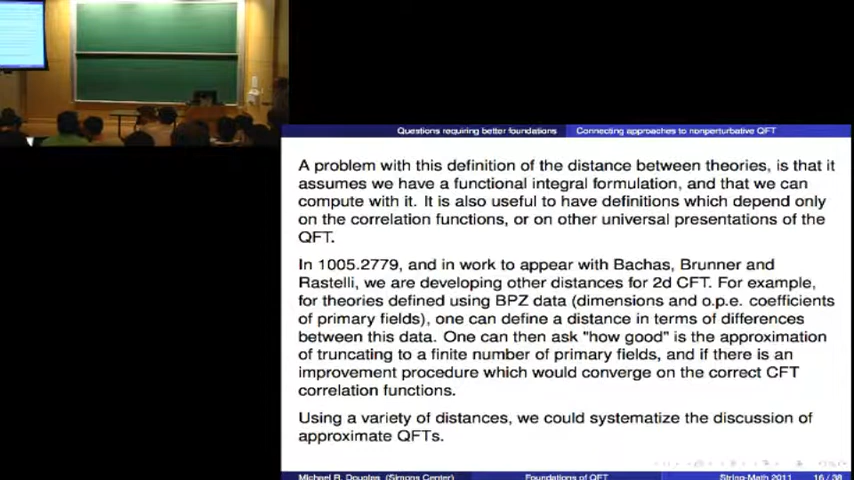 Questions requiring better foundations Connecting approaches to nonperturbative QFT
A problem with this definition of the distance between theories, is that it
assumes we have a functional integral formulation, and that we can
compute with it. It is also useful to have definitions which depend only
on the correlation functions, or on other universal presentations of the
QFT.
In 1005.2779, and in work to appear with Bachas, Brunner and
Rastelli, we are developing other distances for 2d CFT. For example,
for theories defined using BPZ data (dimensions and o.p.e. coefficients
of primary fields), one can define a distance in terms of differences
between this data. One can then ask "how good" is the approximation
of truncating to a finite number of primary fields, and if there is an
improvement procedure which would converge on the correct CFT
correlation functions.
Using a variety of distances, we could systematize the discussion of
approximate QFTs.
Michael R. Douglas (Simons Center) Foundations of QFT String-Math 2011 16 / 38